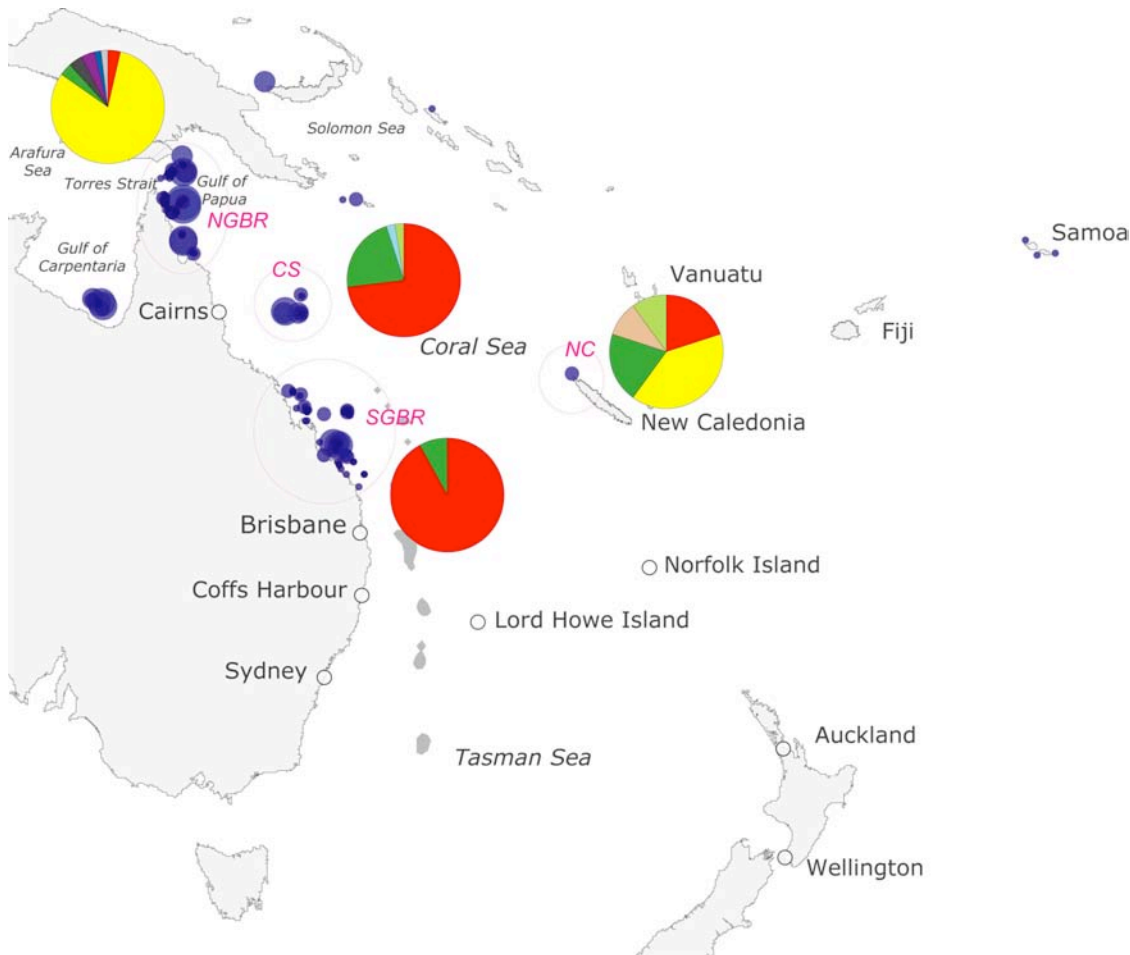 Solomon Sea
Arafura
Sea
Torres Strait
Gulf of
Papua
NGBR
Gulf of
Carpentaria
CS
Samoa
Vanuatu
Cairns
Coral Sea
NC
Fiji
SGBR
New Caledonia
Brisbane
Norfolk Island
Coffs Harbour
Lord Howe Island
Sydney
Auckland
Tasman Sea
Wellington